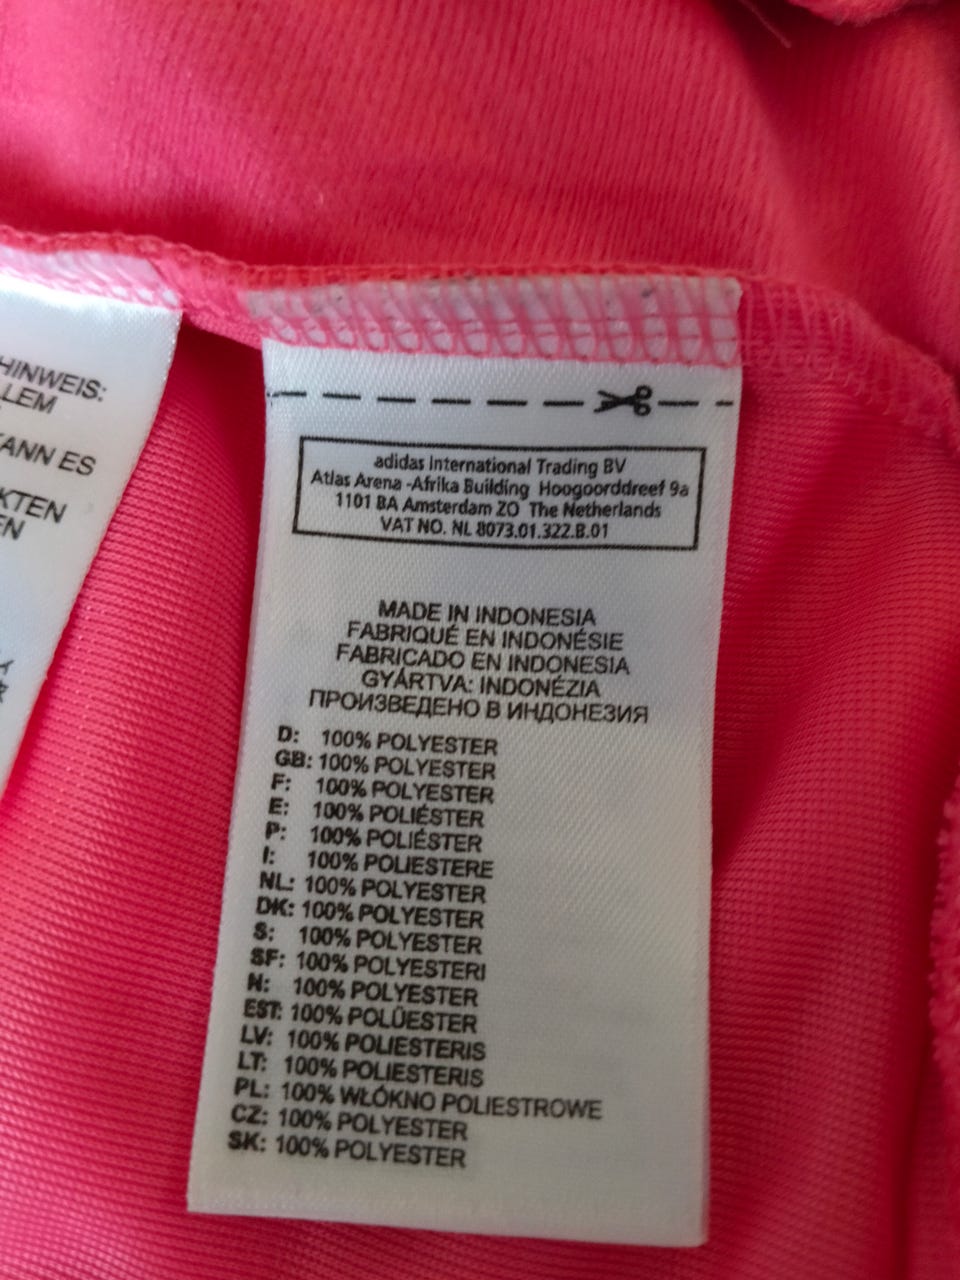 HINWEIS:
LLEM
KANN ES
KTEN
EN
adidas International Trading BV
Atlas Arena -Afrika Building Hoogoorddreef 9a
1101 BA Amsterdam ZO The Netherlands
VAT NO. NL 8073.01.322.B.01
MADE IN INDONESIA
FABRIQUÉ EN INDONÉSIE
FABRICADO EN INDONESIA
GYÁRTVA: INDONÉZIA
ПРОИЗВЕДЕНО В ИНДОНЕЗИЯ
D: 100% POLYESTER
GB: 100% POLYESTER
F: 100% POLYESTER
E: 100% POLIÉSTER
P: 100% POLIÉSTER
I: 100% POLIESTERE
NL: 100% POLYESTER
DK: 100% POLYESTER
S: 100% POLYESTER
SF: 100% POLYESTERI
N: 100% POLYESTER
EST: 100% POLÜESTER
LV: 100% POLIESTERIS
LT: 100% POLIESTERIS
PL: 100% WŁÓKNO POLIESTROWE
CZ: 100% POLYESTER
SK: 100% POLYESTER